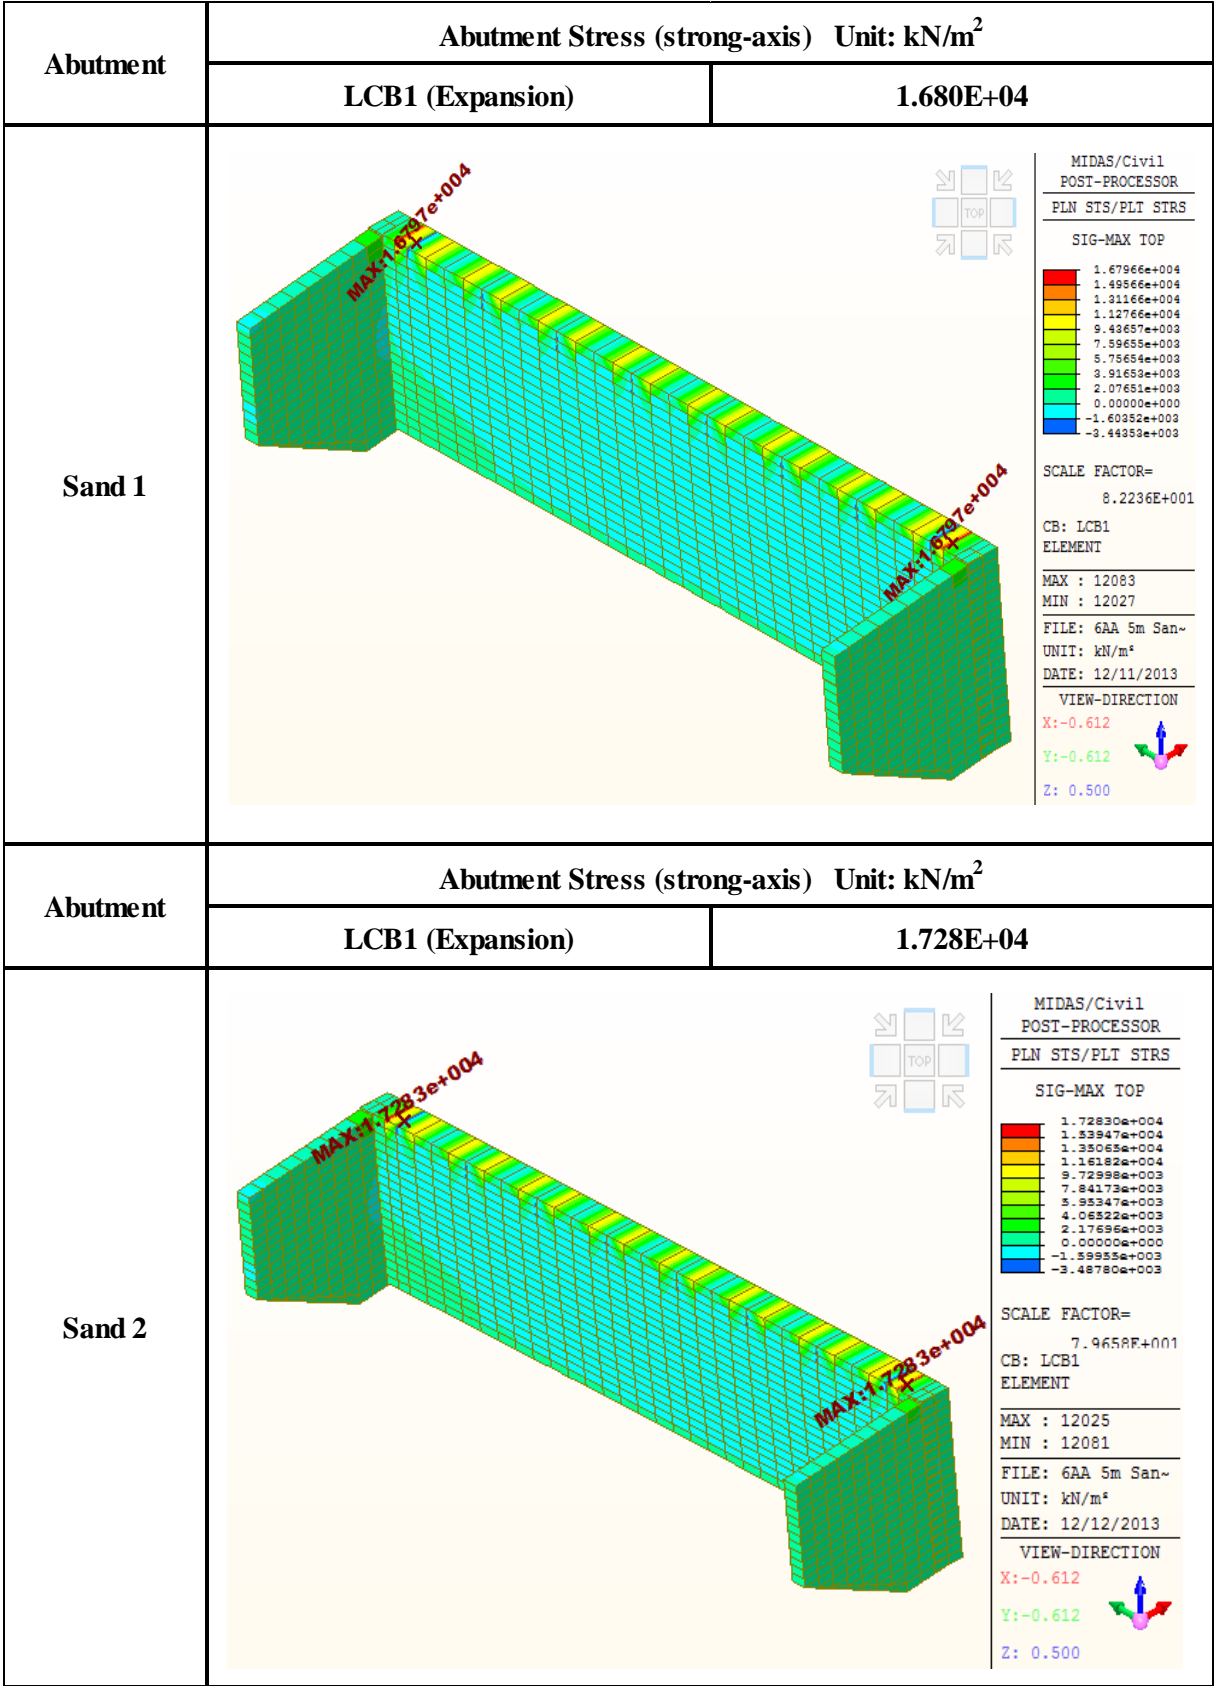 Abutment
Abutment Stress (strong-axis) Unit: kN/m²
LCB1 (Expansion)
1.680E+04
Sand 1
MAX:1.6797e+004
MAX:1.6797e+004
TOP
MIDAS/Civil
POST-PROCESSOR
PLN STS/PLT STRS
SIG-MAX TOP
1.67966e+004
1.49566e+004
1.31166e+004
1.12766e+004
9.43657e+003
7.59655e+003
5.75654e+003
3.91653e+003
2.07651e+003
0.00000e+000
-1.60352e+003
-3.44353e+003
SCALE FACTOR=
8.2236E+001
CB: LCB1
ELEMENT
MAX : 12083
MIN : 12027
FILE: 6AA 5m San~
UNIT: kN/m²
DATE: 12/11/2013
VIEW-DIRECTION
X:-0.612
Y:-0.612
Z: 0.500
Abutment
Abutment Stress (strong-axis) Unit: kN/m²
LCB1 (Expansion)
1.728E+04
Sand 2
MAX:1.7283e+004
MAX:1.7283e+004
TOP
MIDAS/Civil
POST-PROCESSOR
PLN STS/PLT STRS
SIG-MAX TOP
1.72830e+004
1.53947e+004
1.35065e+004
1.16182e+004
9.72998e+003
7.84173e+003
5.95347e+003
4.06522e+003
2.17696e+003
0.00000e+000
-1.59955e+003
-3.48780e+003
SCALE FACTOR=
7.9658E+001
CB: LCB1
ELEMENT
MAX : 12025
MIN : 12081
FILE: 6AA 5m San~
UNIT: kN/m²
DATE: 12/12/2013
VIEW-DIRECTION
X:-0.612
Y:-0.612
Z: 0.500